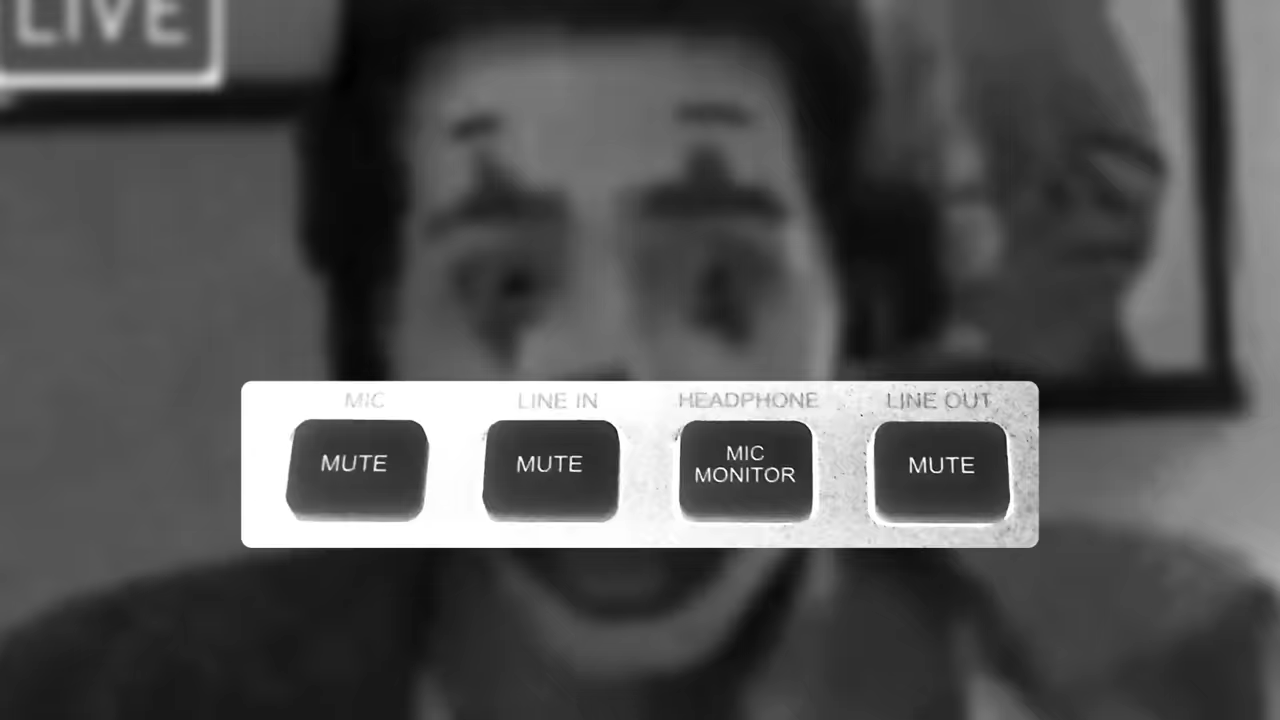 LIVE
MIC
LINE IN
HEADPHONE
LINE OUT
MUTE
MUTE
MIC
MONITOR
MUTE